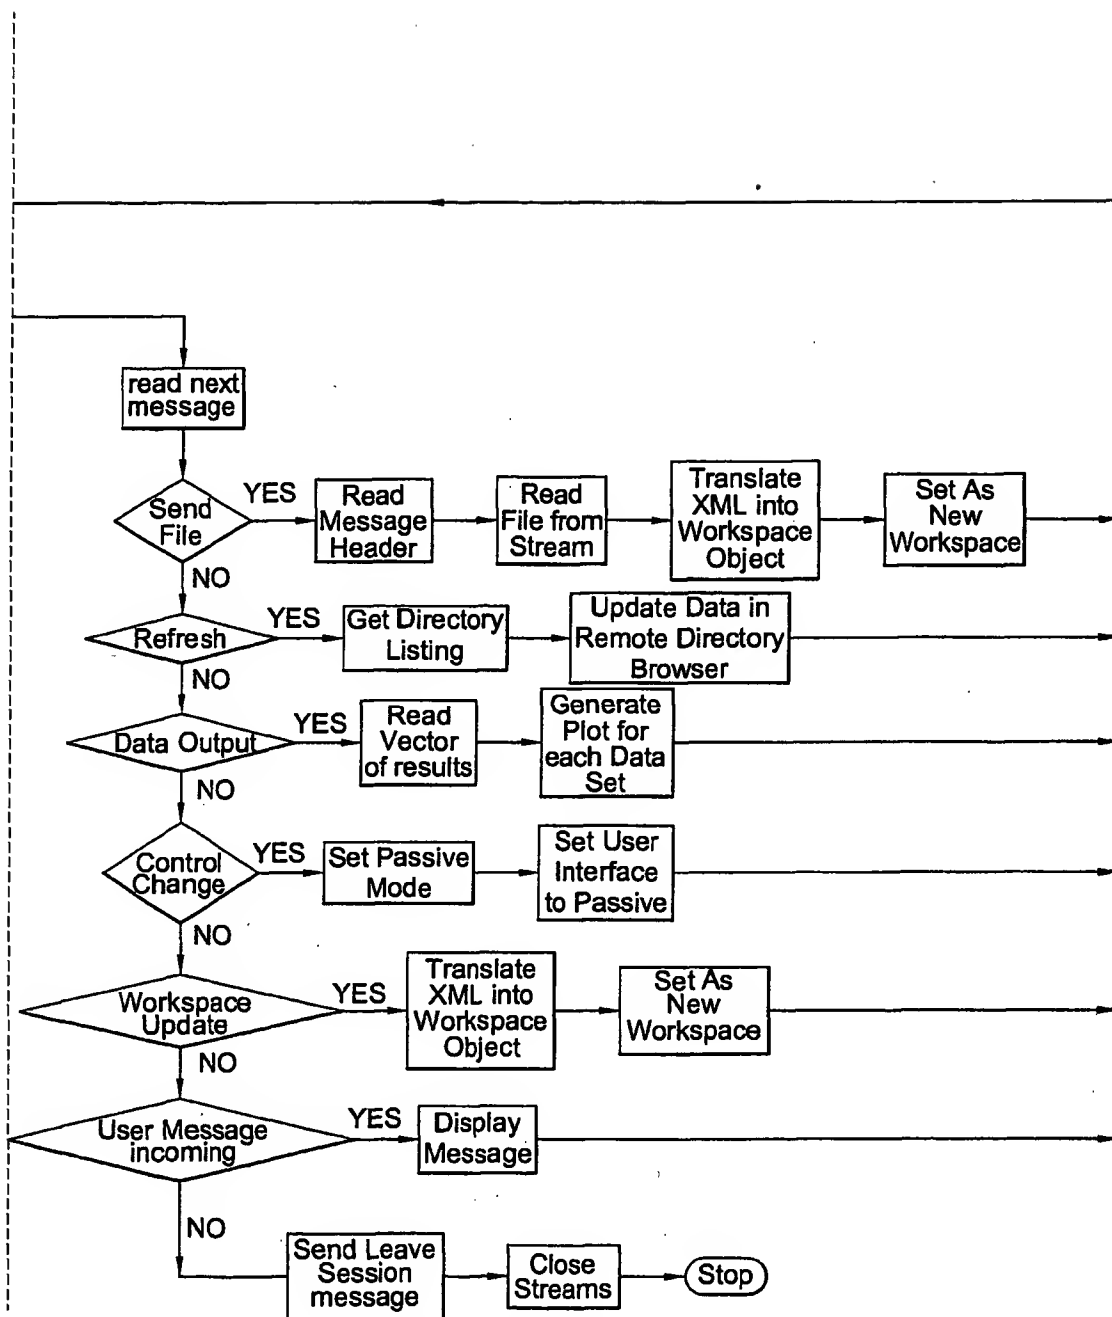 read next
message
Send
File
YES
Read
Message
Header
Read
File from
Stream
Translate
XML into
Workspace
Object
Set As
New
Workspace
NO
Refresh
YES
Get Directory
Listing
Update Data in
Remote Directory
Browser
NO
Data Output
YES
Read
Vector
of results
Generate
Plot for
each Data
Set
NO
Control
Change
YES
Set Passive
Mode
Set User
Interface
to Passive
NO
Workspace
Update
YES
Translate
XML into
Workspace
Object
Set As
New
Workspace
NO
User Message
incoming
YES
Display
Message
NO
Send Leave
Session
message
Close
Streams
Stop